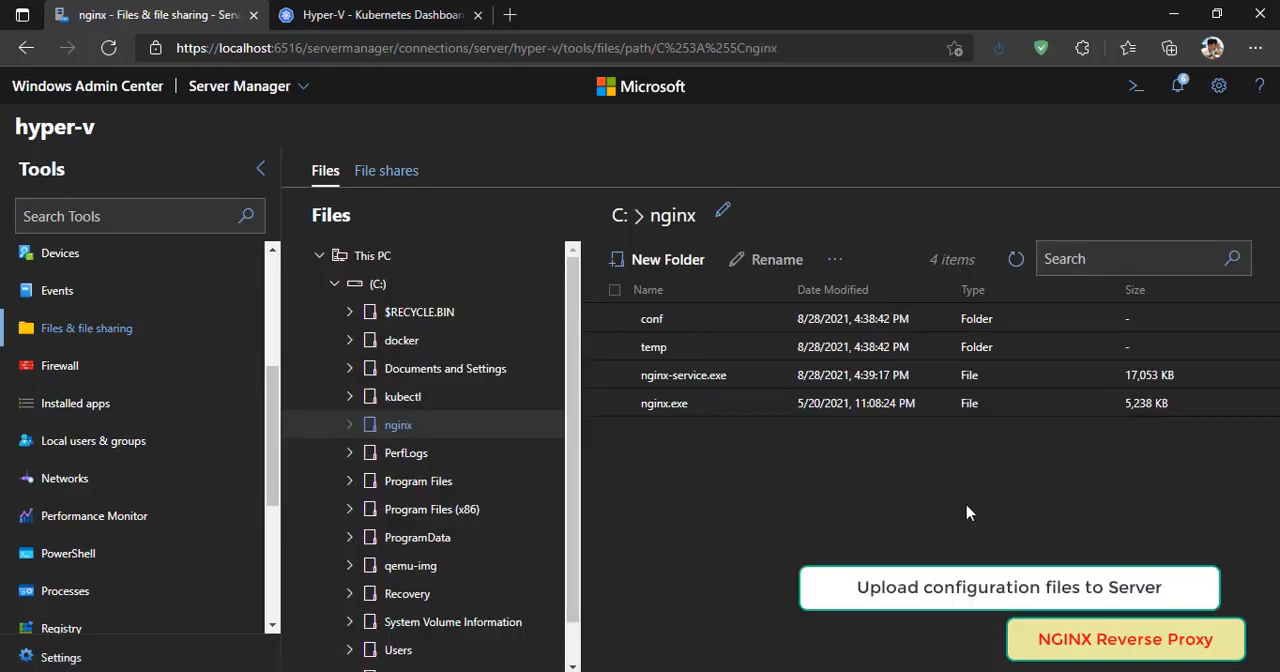 nginx - Files & file sharing - Serv
Hyper-V - Kubernetes Dashboard
https://localhost:6516/servermanager/connections/server/hyper-v/tools/files/path/C%253A%255Cnginx
Windows Admin Center | Server Manager
Microsoft
>_
6
?
hyper-v
Tools
Search Tools
Devices
Events
Files & file sharing
Firewall
Installed apps
Local users & groups
Networks
Performance Monitor
PowerShell
Processes
Registry
Settings
Files
File shares
Files
This PC
(C:)
$RECYCLE.BIN
docker
Documents and Settings
kubectl
nginx
PerfLogs
Program Files
Program Files (x86)
ProgramData
qemu-img
Recovery
System Volume Information
Users
C: > nginx
New Folder Rename ... 4 items Search
Name Date Modified Type Size
conf 8/28/2021, 4:38:42 PM Folder -
temp 8/28/2021, 4:38:42 PM Folder -
nginx-service.exe 8/28/2021, 4:39:17 PM File 17,053 KB
nginx.exe 5/20/2021, 11:08:24 PM File 5,238 KB
Upload configuration files to Server
NGINX Reverse Proxy